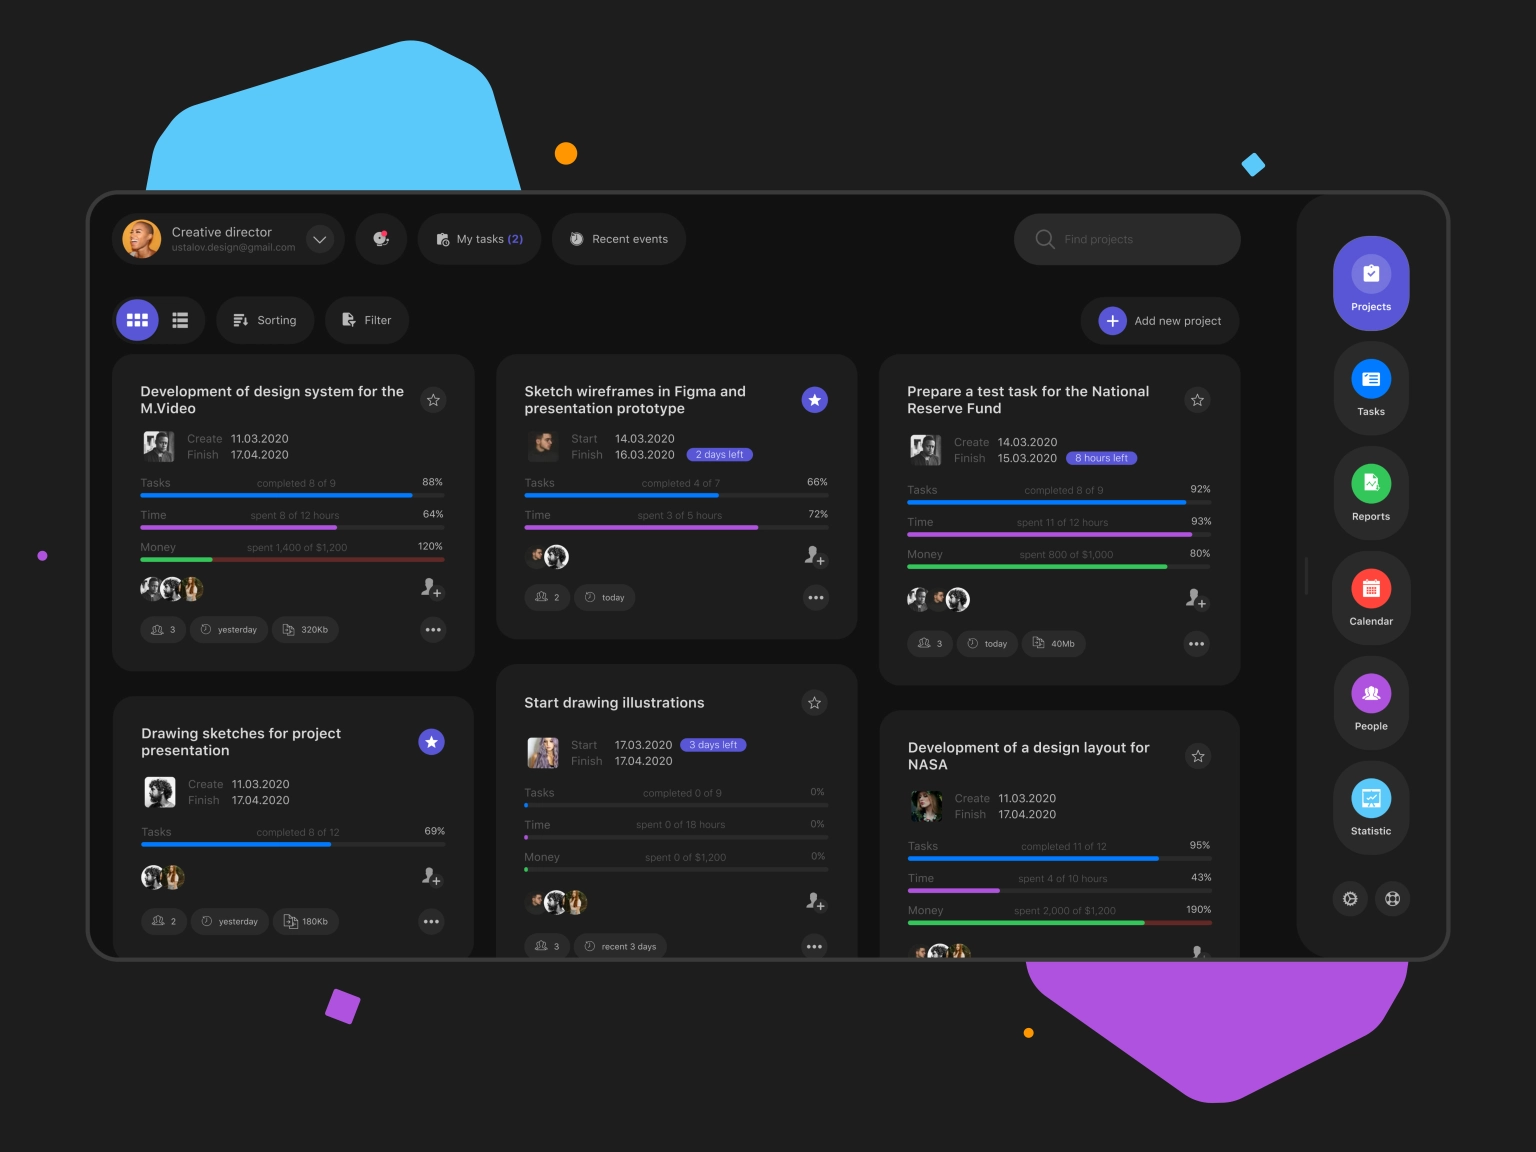 Creative director
ustalov.design@gmail.com
My tasks (2)
Recent events
Find projects
Sorting
Filter
Add new project
Development of design system for the
M.Video
Create 11.03.2020
Finish 17.04.2020
Tasks completed 8 of 9 88%
Time spent 8 of 12 hours 64%
Money spent 1,400 of $1,200 120%
3 yesterday 320Kb
Drawing sketches for project
presentation
Create 11.03.2020
Finish 17.04.2020
Tasks completed 8 of 12 69%
2 yesterday 180Kb
Sketch wireframes in Figma and
presentation prototype
Start 14.03.2020
Finish 16.03.2020 2 days left
Tasks completed 4 of 7 66%
Time spent 3 of 5 hours 72%
2 today
Start drawing illustrations
Start 17.03.2020 3 days left
Finish 17.04.2020
Tasks completed 0 of 9 0%
Time spent 0 of 18 hours 0%
Money spent 0 of $1,200 0%
3 recent 3 days
Prepare a test task for the National
Reserve Fund
Create 14.03.2020
Finish 15.03.2020 8 hours left
Tasks completed 8 of 9 92%
Time spent 11 of 12 hours 93%
Money spent 800 of $1,000 80%
3 today 40Mb
Development of a design layout for
NASA
Create 11.03.2020
Finish 17.04.2020
Tasks completed 11 of 12 95%
Time spent 4 of 10 hours 43%
Money spent 2,000 of $1,200 190%
Projects
Tasks
Reports
Calendar
People
Statistic